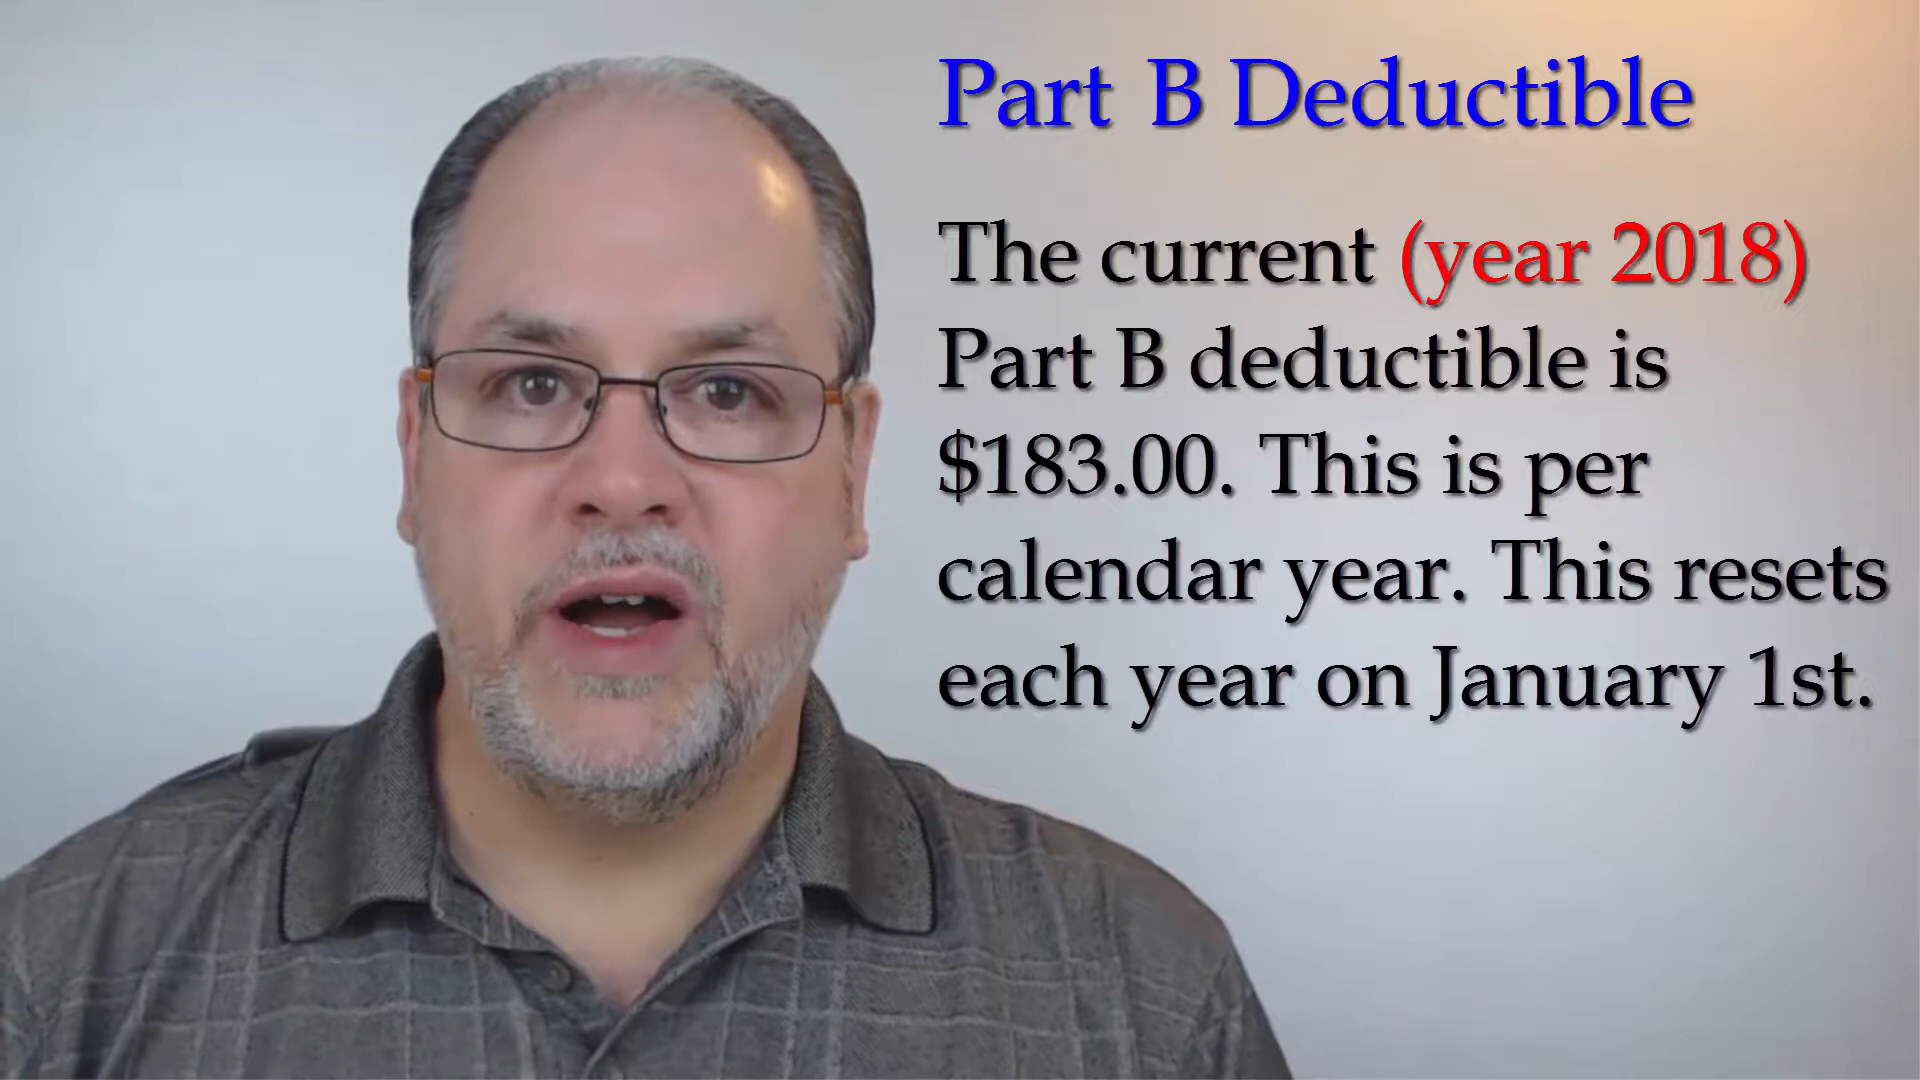 Part B Deductible
The current (year 2018)
Part B deductible is
$183.00. This is per
calendar year. This resets
each year on January 1st.